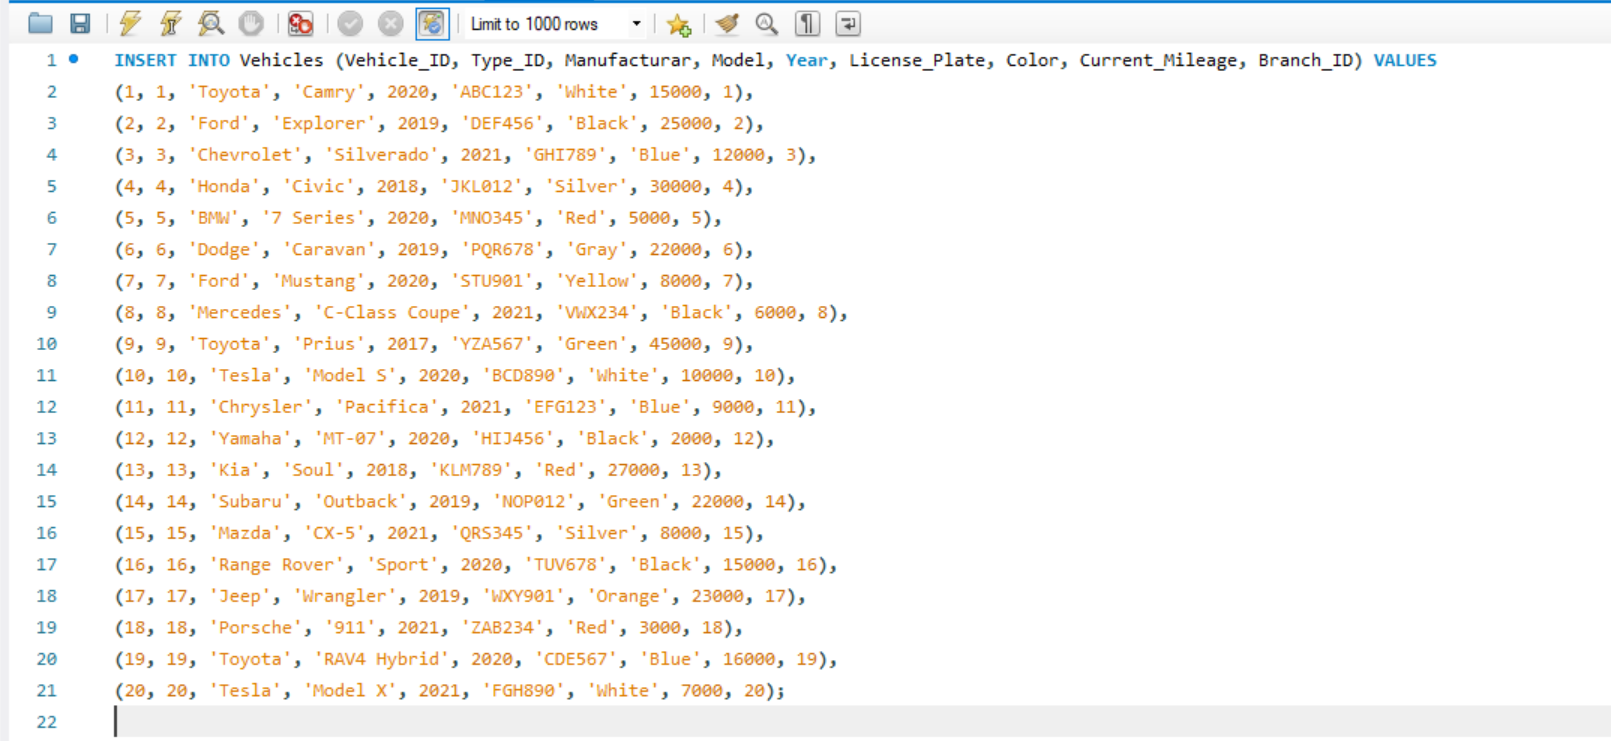 Limit to 1000 rows
1 INSERT INTO Vehicles (Vehicle_ID, Type_ID, Manufacturar, Model, Year, License_Plate, Color, Current_Mileage, Branch_ID) VALUES
2 (1, 1, 'Toyota', 'Camry', 2020, 'ABC123', 'White', 15000, 1),
3 (2, 2, 'Ford', 'Explorer', 2019, 'DEF456', 'Black', 25000, 2),
4 (3, 3, 'Chevrolet', 'Silverado', 2021, 'GHI789', 'Blue', 12000, 3),
5 (4, 4, 'Honda', 'Civic', 2018, 'JKL012', 'Silver', 30000, 4),
6 (5, 5, 'BMW', '7 Series', 2020, 'MNO345', 'Red', 5000, 5),
7 (6, 6, 'Dodge', 'Caravan', 2019, 'PQR678', 'Gray', 22000, 6),
8 (7, 7, 'Ford', 'Mustang', 2020, 'STU901', 'Yellow', 8000, 7),
9 (8, 8, 'Mercedes', 'C-Class Coupe', 2021, 'VWX234', 'Black', 6000, 8),
10 (9, 9, 'Toyota', 'Prius', 2017, 'YZA567', 'Green', 45000, 9),
11 (10, 10, 'Tesla', 'Model S', 2020, 'BCD890', 'White', 10000, 10),
12 (11, 11, 'Chrysler', 'Pacifica', 2021, 'EFG123', 'Blue', 9000, 11),
13 (12, 12, 'Yamaha', 'MT-07', 2020, 'HIJ456', 'Black', 2000, 12),
14 (13, 13, 'Kia', 'Soul', 2018, 'KLM789', 'Red', 27000, 13),
15 (14, 14, 'Subaru', 'Outback', 2019, 'NOP012', 'Green', 22000, 14),
16 (15, 15, 'Mazda', 'CX-5', 2021, 'QRS345', 'Silver', 8000, 15),
17 (16, 16, 'Range Rover', 'Sport', 2020, 'TUV678', 'Black', 15000, 16),
18 (17, 17, 'Jeep', 'Wrangler', 2019, 'WXY901', 'Orange', 23000, 17),
19 (18, 18, 'Porsche', '911', 2021, 'ZAB234', 'Red', 3000, 18),
20 (19, 19, 'Toyota', 'RAV4 Hybrid', 2020, 'CDE567', 'Blue', 16000, 19),
21 (20, 20, 'Tesla', 'Model X', 2021, 'FGH890', 'White', 7000, 20);
22